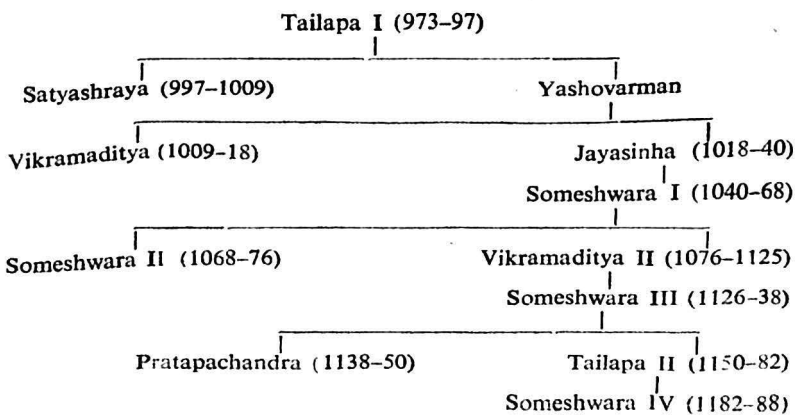 Tailapa I (973–97)
Satyashraya (997–1009) Yashovarman
Vikramaditya (1009–18) Jayasinha (1018–40)
Someshwara I (1040–68)
Someshwara II (1068–76) Vikramaditya II (1076–1125)
Someshwara III (1126–38)
Pratapachandra (1138–50) Tailapa II (1150–82)
Someshwara IV (1182–88)